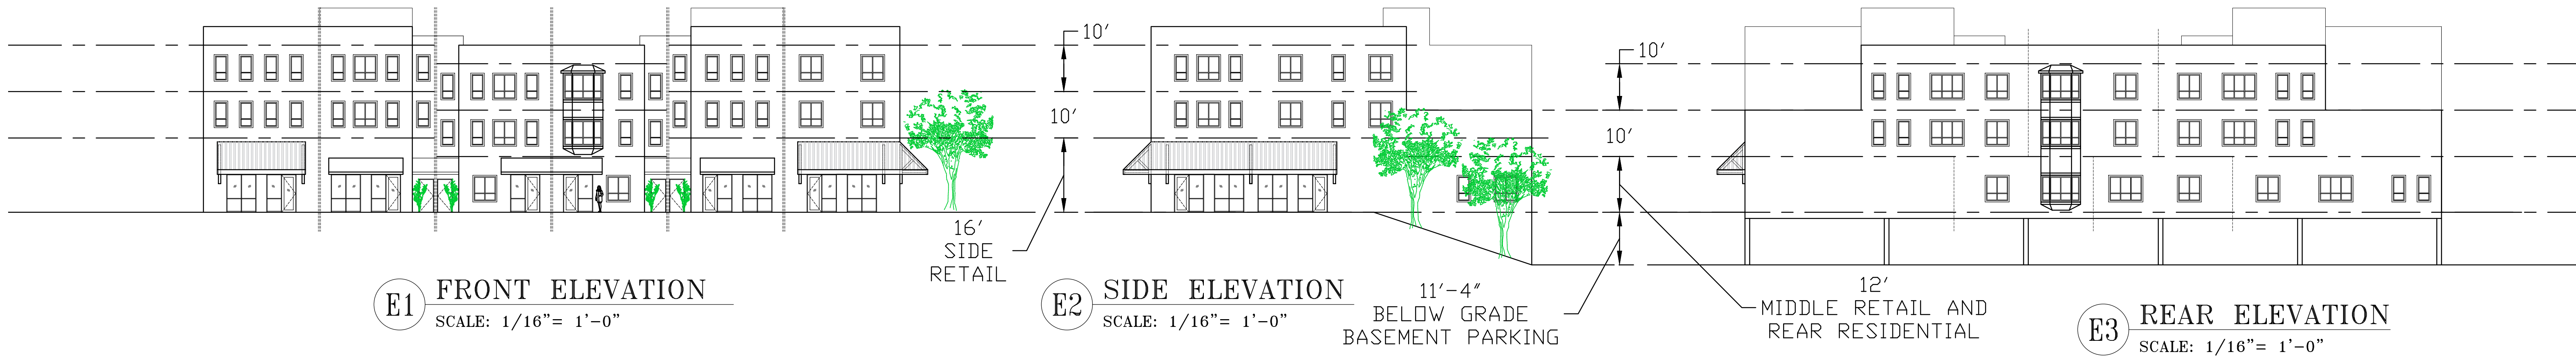 10'
10'
16'
SIDE
RETAIL
E1
FRONT ELEVATION
SCALE: 1/16"= 1'-0"
E2
SIDE ELEVATION
SCALE: 1/16"= 1'-0"
10'
10'
11'-4"
BELOW GRADE
BASEMENT PARKING
12'
MIDDLE RETAIL AND
REAR RESIDENTIAL
E3
REAR ELEVATION
SCALE: 1/16"= 1'-0"